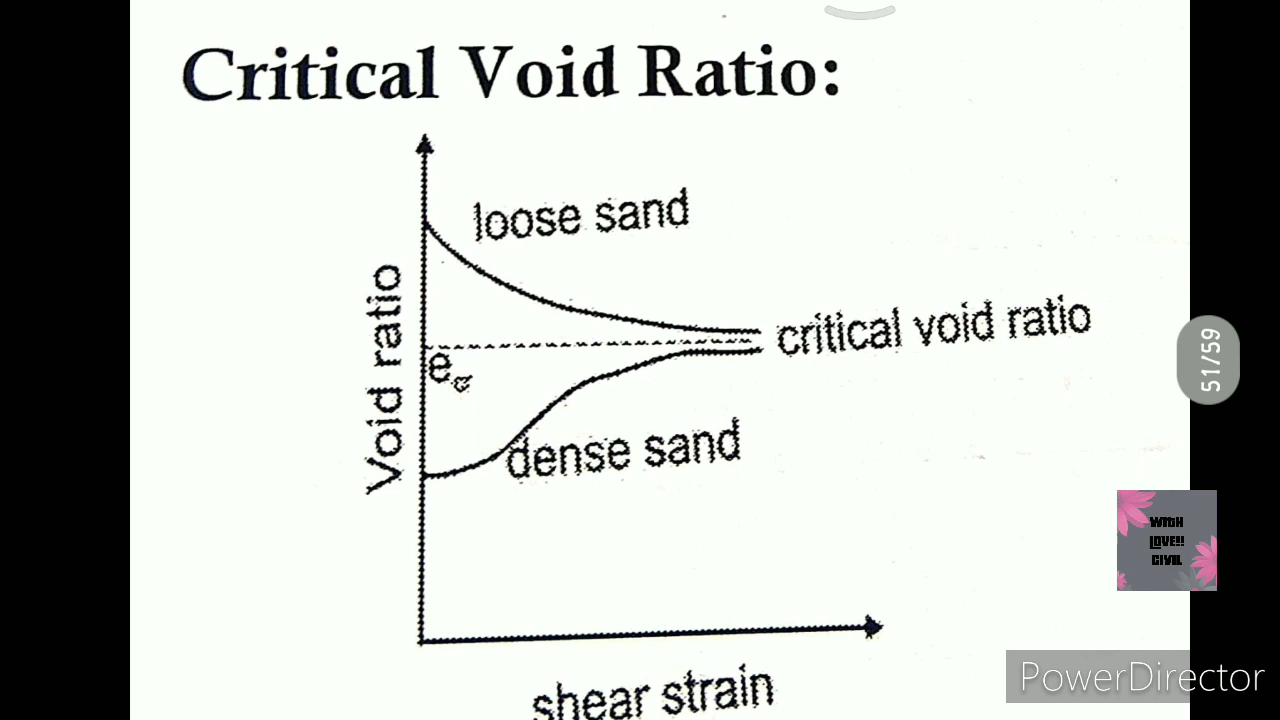 Critical Void Ratio:
loose sand
Void ratio
critical void ratio
e
dense sand
shear strain
51/59
WITH
LOVE!!
CIVIL
PowerDirector